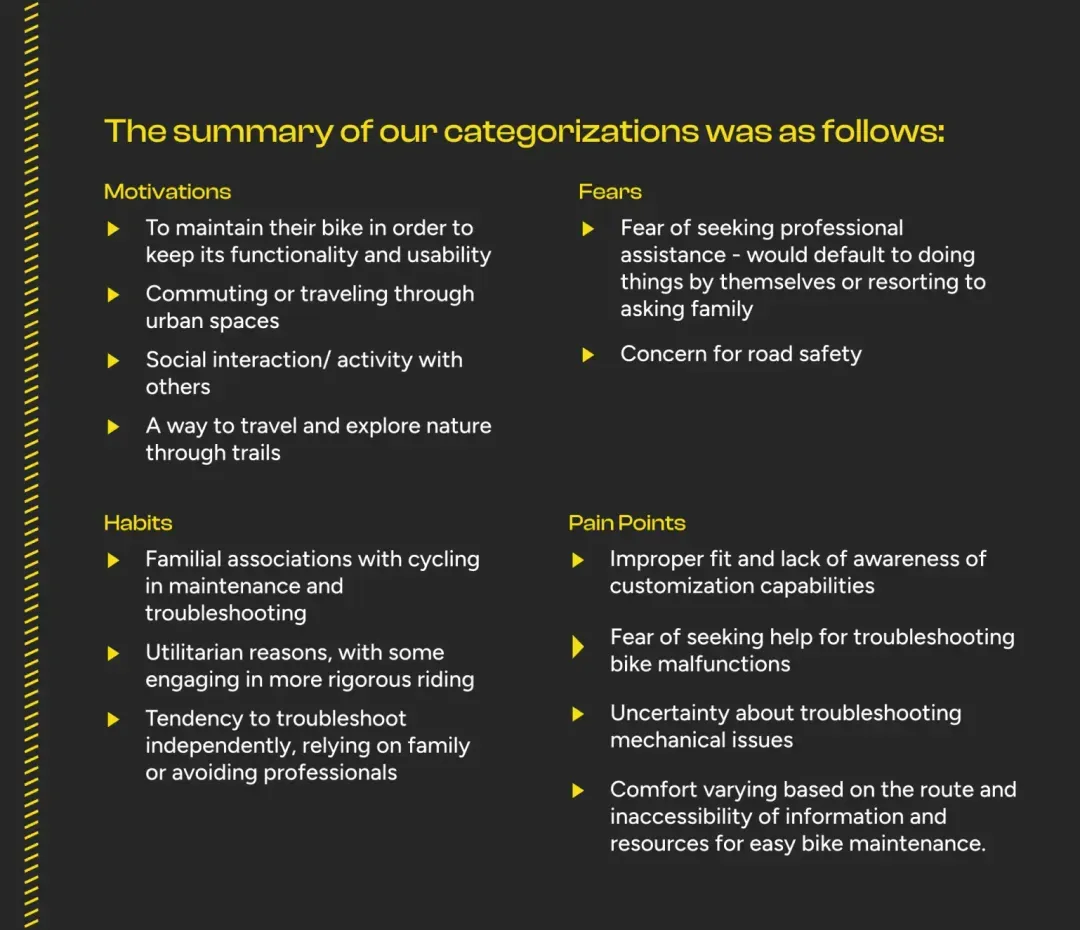 The summary of our categorizations was as follows:
Motivations
To maintain their bike in order to
keep its functionality and usability
Commuting or traveling through
urban spaces
Social interaction/ activity with
others
A way to travel and explore nature
through trails
Fears
Fear of seeking professional
assistance - would default to doing
things by themselves or resorting to
asking family
Concern for road safety
Habits
Familial associations with cycling
in maintenance and
troubleshooting
Utilitarian reasons, with some
engaging in more rigorous riding
Tendency to troubleshoot
independently, relying on family
or avoiding professionals
Pain Points
Improper fit and lack of awareness of
customization capabilities
Fear of seeking help for troubleshooting
bike malfunctions
Uncertainty about troubleshooting
mechanical issues
Comfort varying based on the route and
inaccessibility of information and
resources for easy bike maintenance.